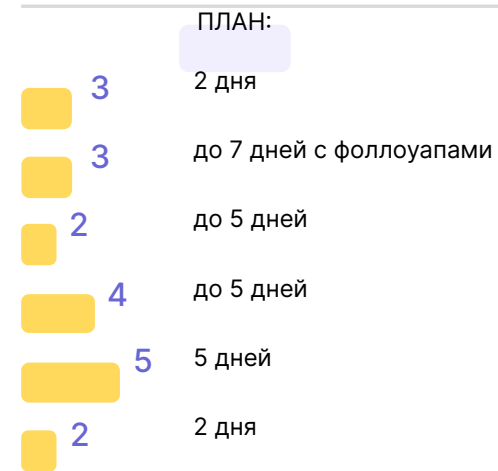 ПЛАН:
3 2 дня
3 до 7 дней с фоллоуапами
2 до 5 дней
4 до 5 дней
5 5 дней
2 2 дня